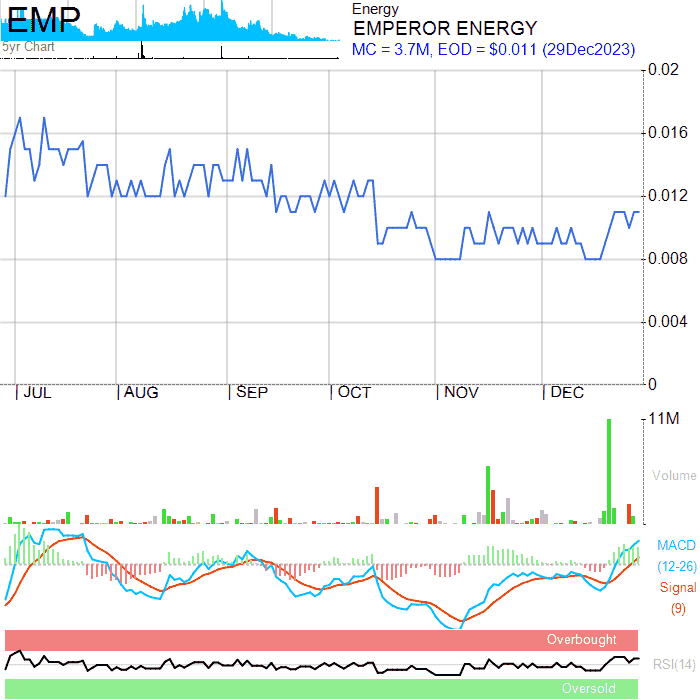 EMP
5yr Chart
Energy
EMPEROR ENERGY
MC = 3.7M, EOD = $0.011 (29Dec2023)
0.02
0.016
0.012
0.008
0.004
0
JUL AUG SEP OCT NOV DEC
11M
Volume
MACD
(12-26)
Signal
(9)
Overbought
RSI(14)
Oversold